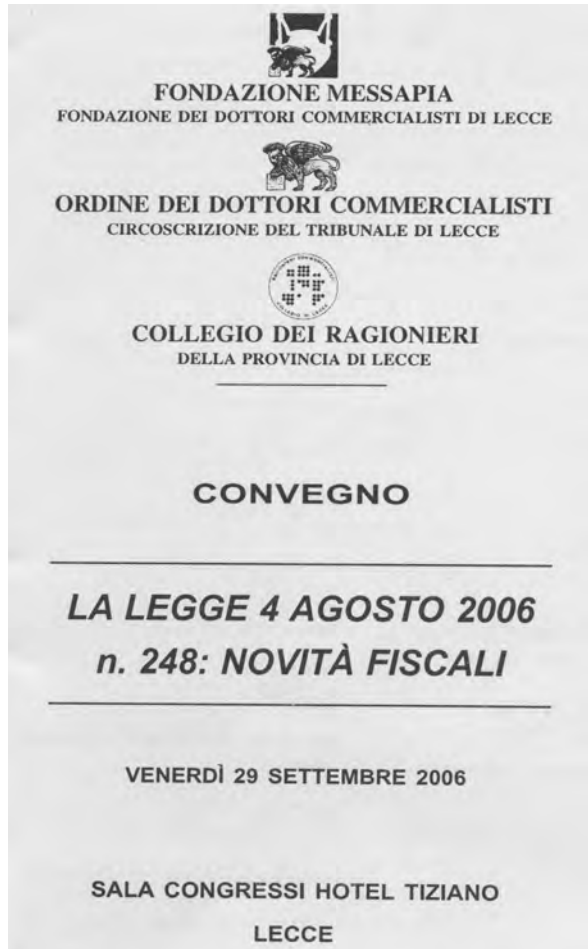 FONDAZIONE MESSAPIA
FONDAZIONE DEI DOTTORI COMMERCIALISTI DI LECCE
ORDINE DEI DOTTORI COMMERCIALISTI
CIRCOSCRIZIONE DEL TRIBUNALE DI LECCE
COLLEGIO DEI RAGIONIERI
DELLA PROVINCIA DI LECCE
CONVEGNO
LA LEGGE 4 AGOSTO 2006
n. 248: NOVITÀ FISCALI
VENERDÌ 29 SETTEMBRE 2006
SALA CONGRESSI HOTEL TIZIANO
LECCE